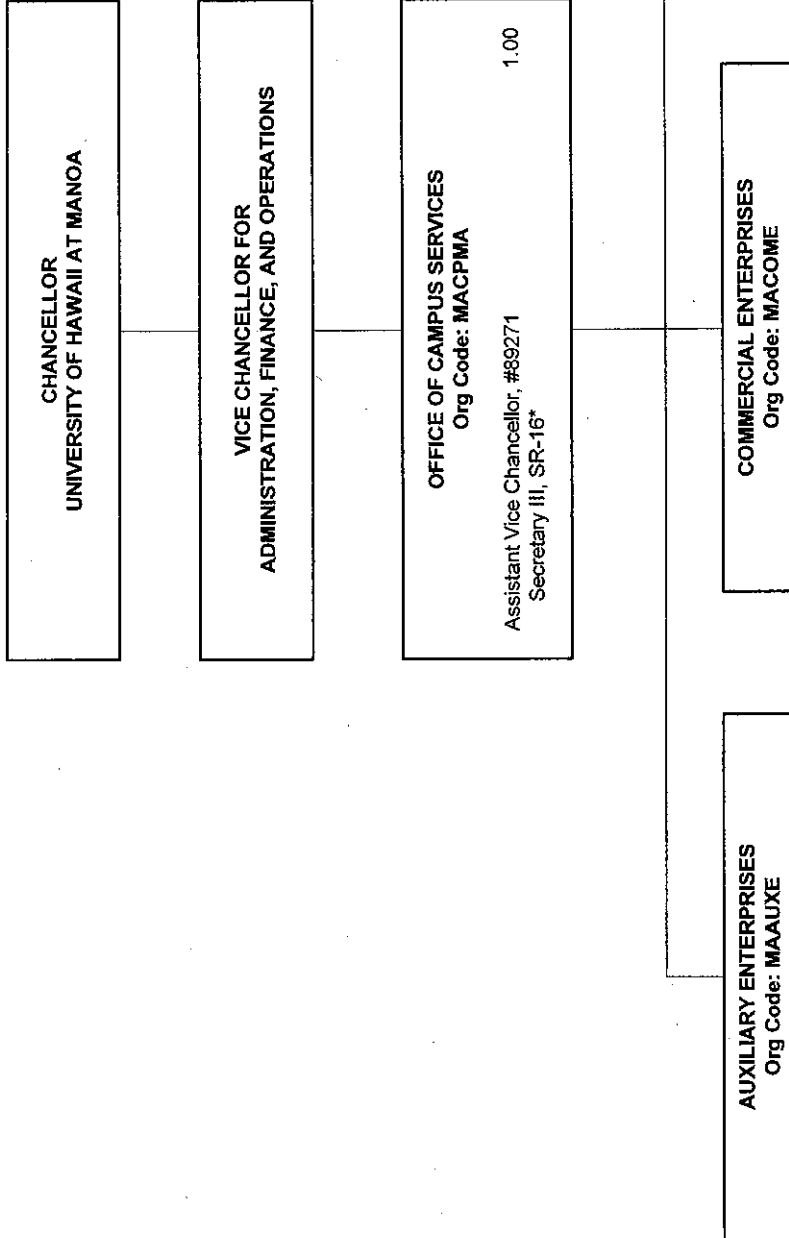 CHANCELLOR
UNIVERSITY OF HAWAII AT MANOA
VICE CHANCELLOR FOR
ADMINISTRATION, FINANCE, AND OPERATIONS
OFFICE OF CAMPUS SERVICES
Org Code: MACPMA
Assistant Vice Chancellor, #89271 1.00
Secretary III, SR-16*
AUXILIARY ENTERPRISES
Org Code: MAAUXE
COMMERCIAL ENTERPRISES
Org Code: MACOME